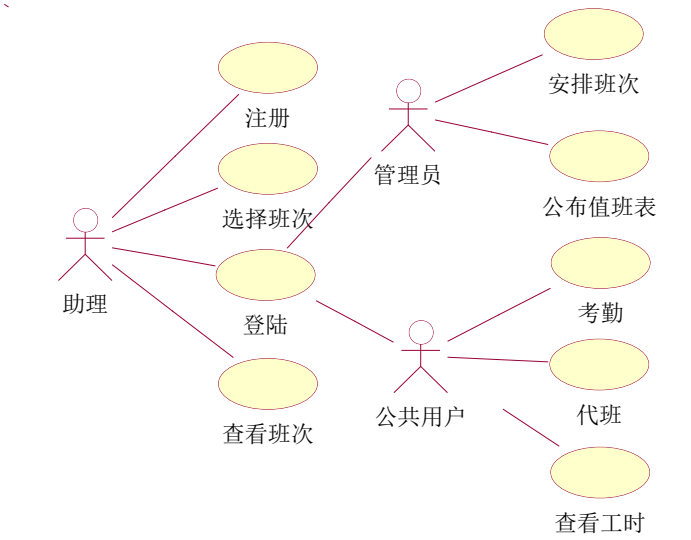 注册
选择班次
助理
登陆
查看班次
管理员
安排班次
公布值班表
公共用户
考勤
代班
查看工时